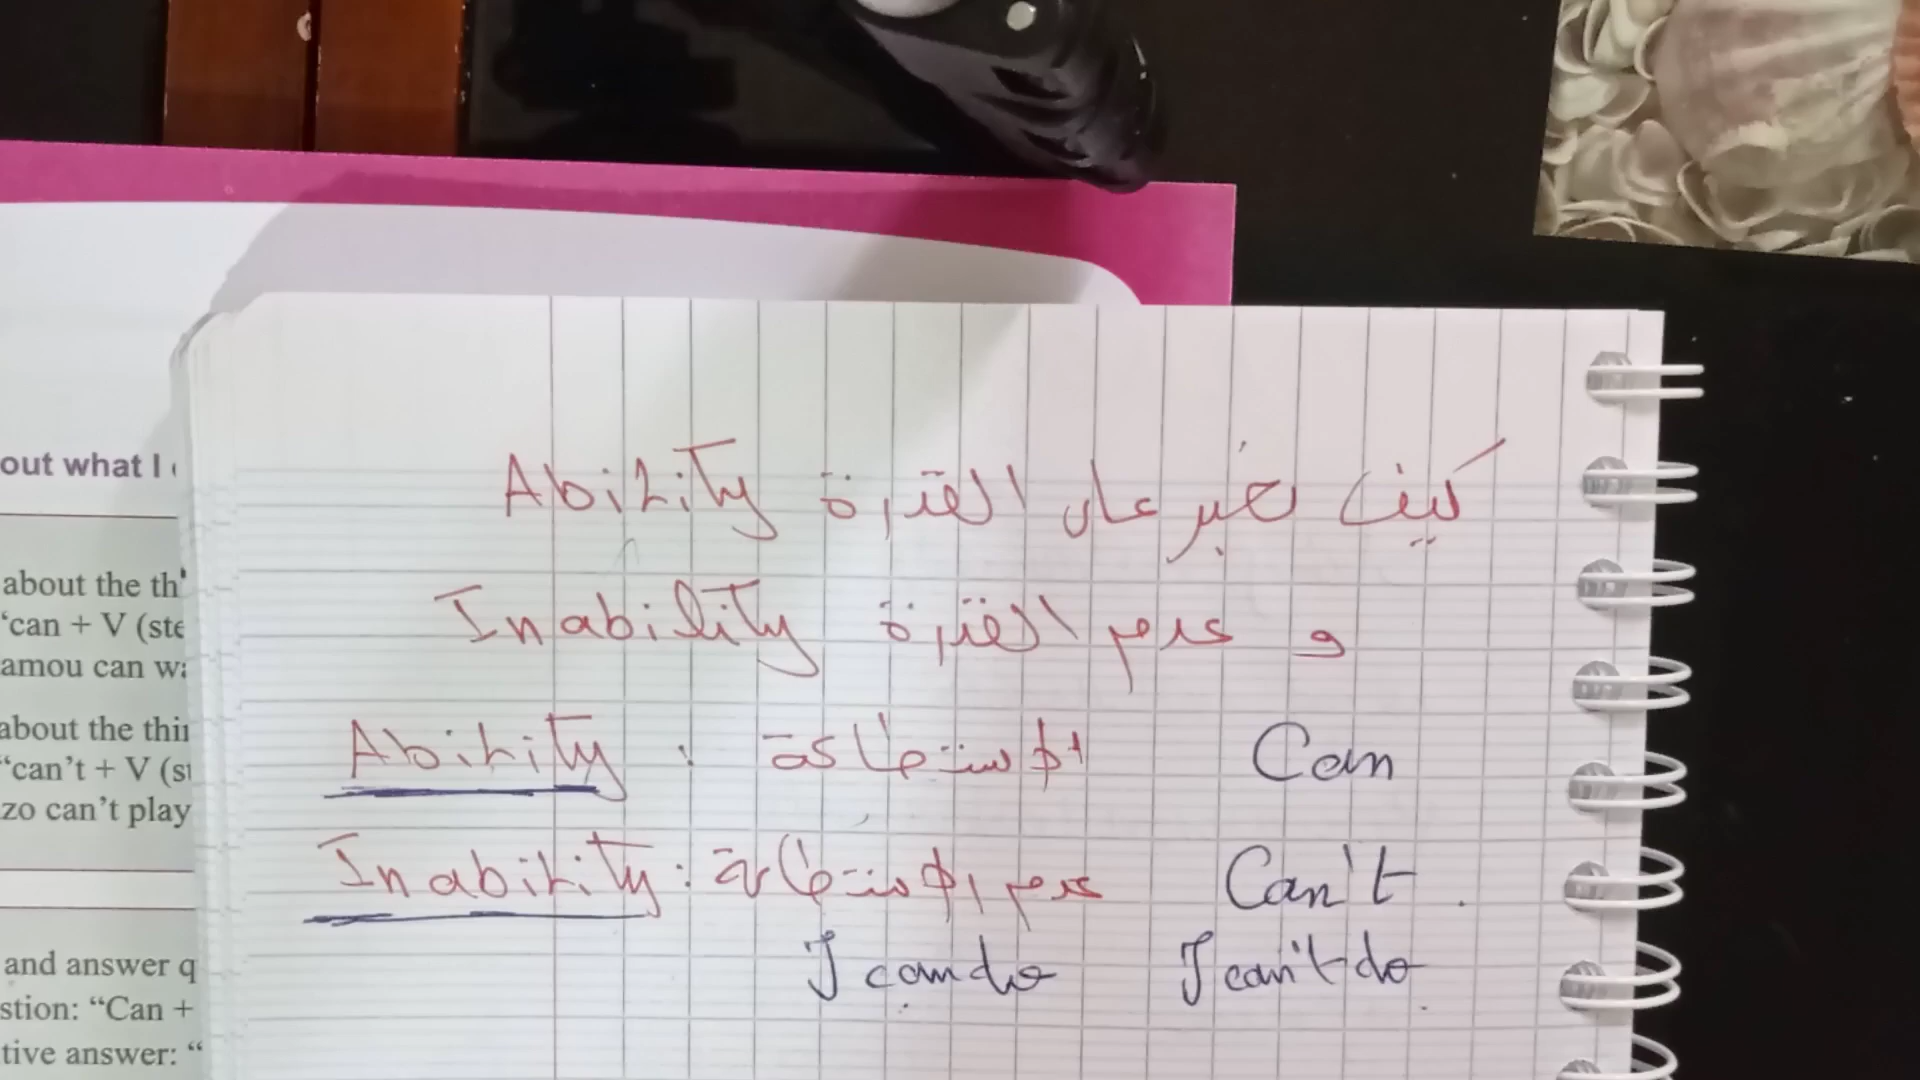 out what I
about the th
‘can + V (ste
amou can wa
about the thin
“can’t + V (st
zo can’t play
and answer q
stion: “Can +
tive answer: “
كيف نعبر على القدرة Ability
و عدم القدرة Inability
Ability : الإستطاعة Can
Inability : عدم الإستطاعة Can't .
I can do I can't do